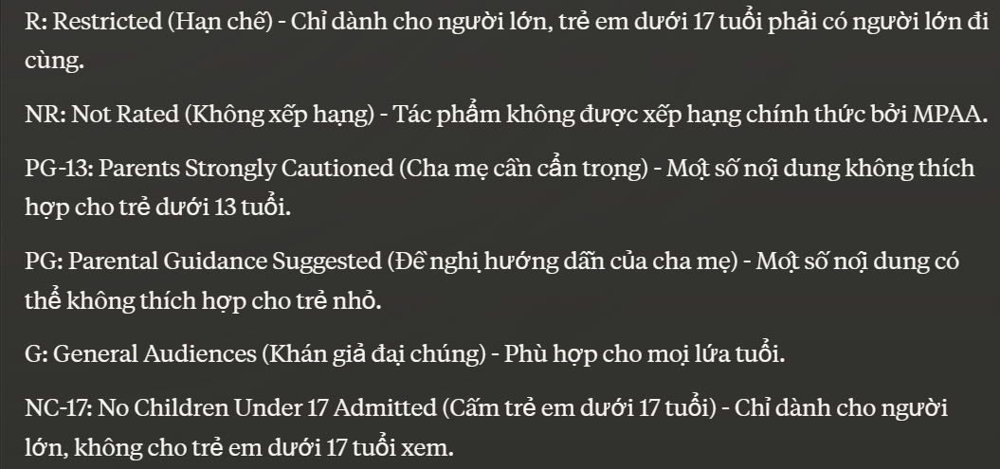 R: Restricted (Hạn chế) - Chỉ dành cho người lớn, trẻ em dưới 17 tuổi phải có người lớn đi
cùng.
NR: Not Rated (Không xếp hạng) - Tác phẩm không được xếp hạng chính thức bởi MPAA.
PG-13: Parents Strongly Cautioned (Cha mẹ cần cẩn trọng) - Một số nội dung không thích
hợp cho trẻ dưới 13 tuổi.
PG: Parental Guidance Suggested (Đề nghị hướng dẫn của cha mẹ) - Một số nội dung có
thể không thích hợp cho trẻ nhỏ.
G: General Audiences (Khán giả đại chúng) - Phù hợp cho mọi lứa tuổi.
NC-17: No Children Under 17 Admitted (Cấm trẻ em dưới 17 tuổi) - Chỉ dành cho người
lớn, không cho trẻ em dưới 17 tuổi xem.